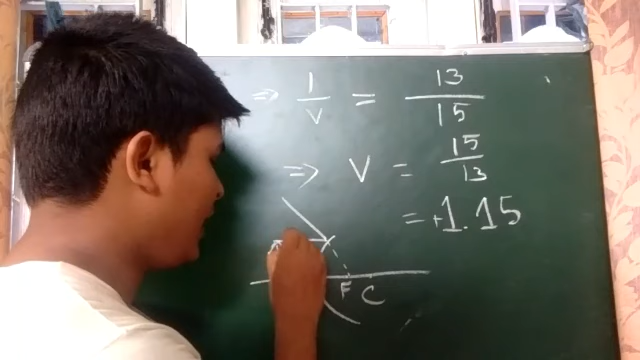 ⇒ 1/V = 13/15
⇒ V = 15/13
= +1.15
F C